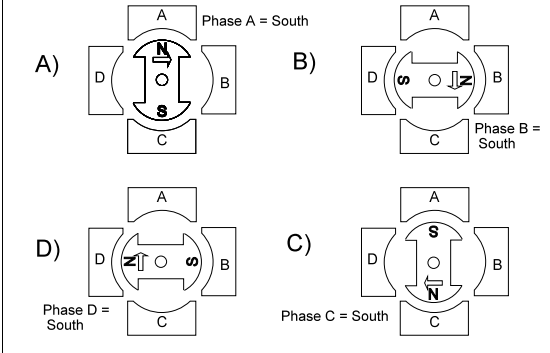 A
Phase A = South
A)
N
D
B
S
C
A
B)
D
S
N
B
Phase B =
South
C
A
D)
D
N
S
B
Phase D =
South
C
A
C)
S
D
B
N
Phase C = South
C